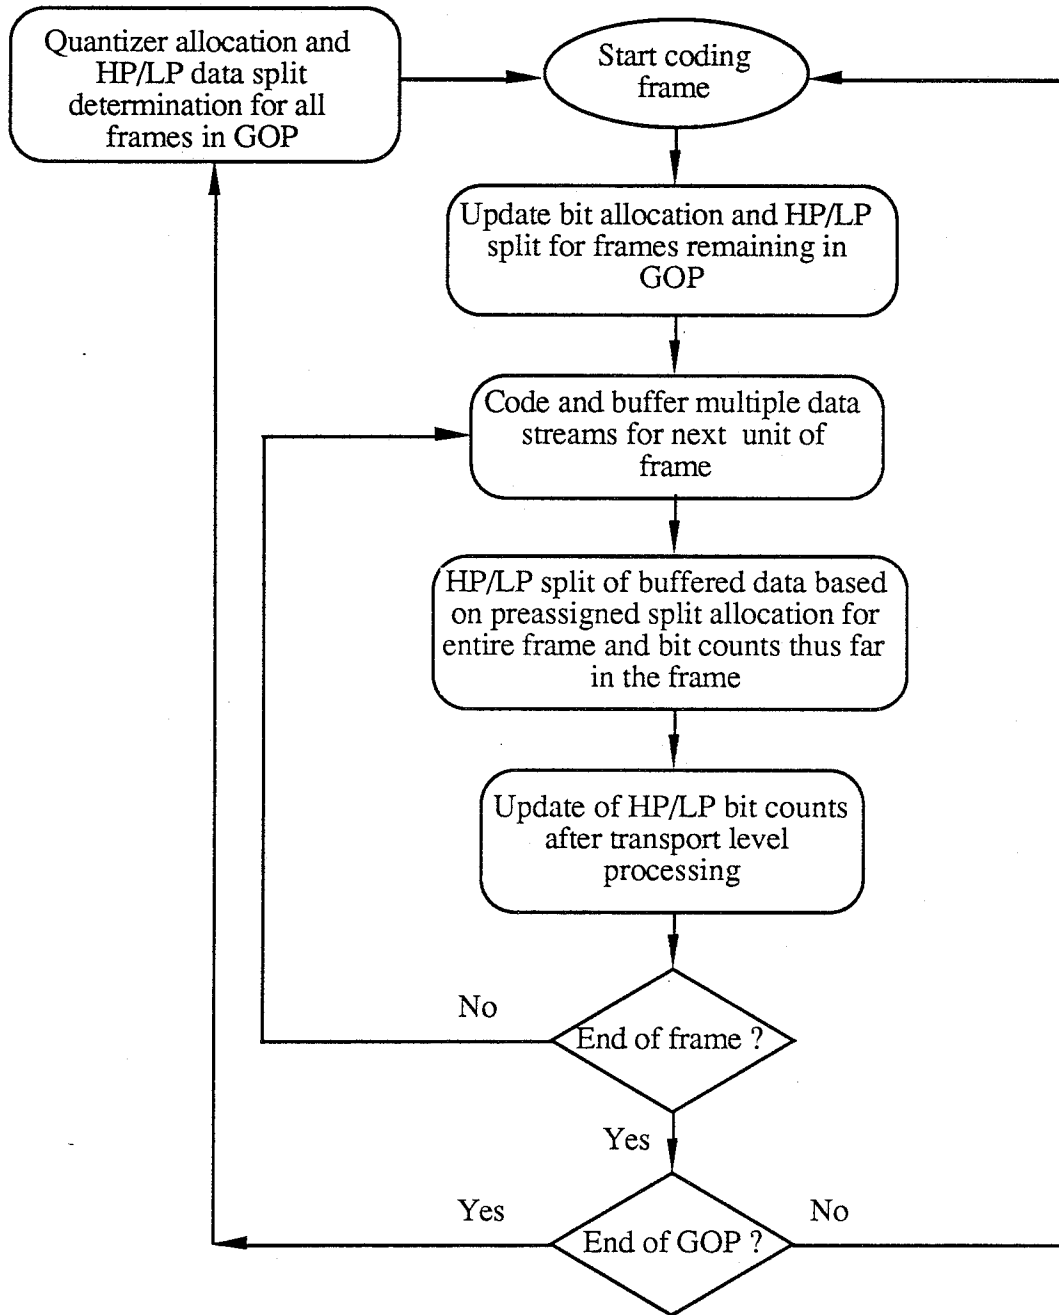 Quantizer allocation and
HP/LP data split
determination for all
frames in GOP
Start coding
frame
Update bit allocation and HP/LP
split for frames remaining in
GOP
Code and buffer multiple data
streams for next unit of
frame
HP/LP split of buffered data based
on preassigned split allocation for
entire frame and bit counts thus far
in the frame
Update of HP/LP bit counts
after transport level
processing
No
End of frame ?
Yes
Yes
End of GOP ?
No